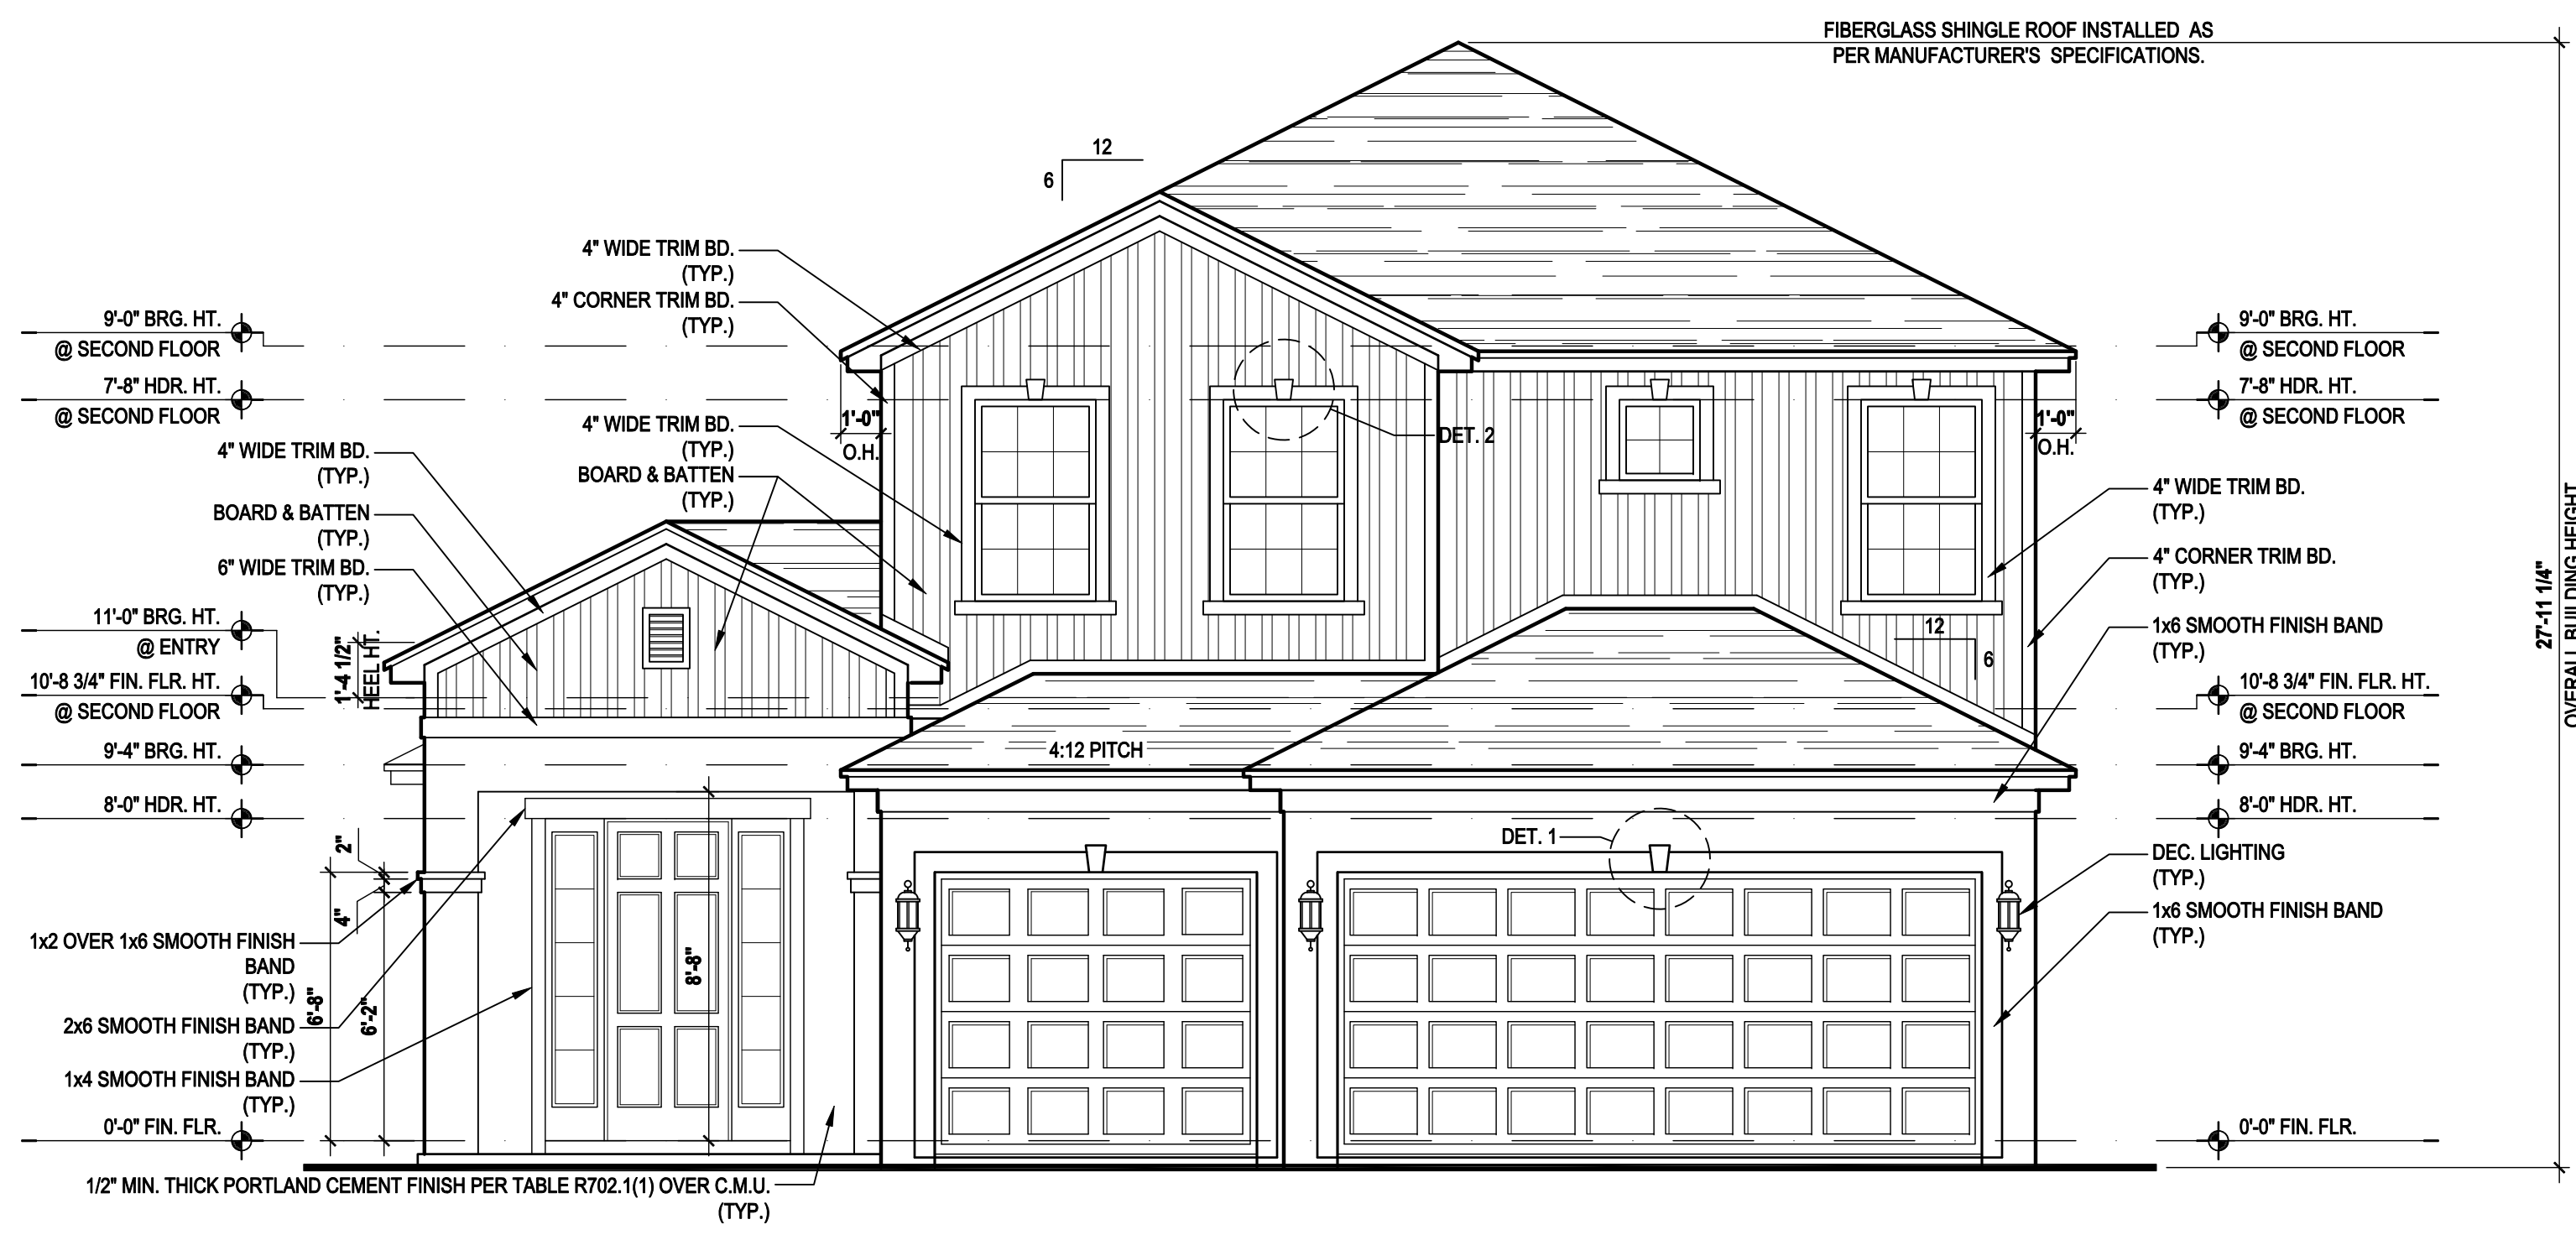 FIBERGLASS SHINGLE ROOF INSTALLED AS
PER MANUFACTURER'S SPECIFICATIONS.
12
6
4" WIDE TRIM BD.
(TYP.)
4" CORNER TRIM BD.
(TYP.)
9'-0" BRG. HT.
@ SECOND FLOOR
7'-8" HDR. HT.
@ SECOND FLOOR
4" WIDE TRIM BD.
(TYP.)
BOARD & BATTEN
(TYP.)
1'-0"
O.H.
DET. 2
1'-0"
O.H.
9'-0" BRG. HT.
@ SECOND FLOOR
7'-8" HDR. HT.
@ SECOND FLOOR
4" WIDE TRIM BD.
(TYP.)
BOARD & BATTEN
(TYP.)
6" WIDE TRIM BD.
(TYP.)
11'-0" BRG. HT.
@ ENTRY
1'-4 1/2"
HEEL HT.
10'-8 3/4" FIN. FLR. HT.
@ SECOND FLOOR
9'-4" BRG. HT.
8'-0" HDR. HT.
4" WIDE TRIM BD.
(TYP.)
4" CORNER TRIM BD.
(TYP.)
1x6 SMOOTH FINISH BAND
(TYP.)
12
6
10'-8 3/4" FIN. FLR. HT.
@ SECOND FLOOR
9'-4" BRG. HT.
8'-0" HDR. HT.
27'-11 1/4"
OVERALL BUILDING HEIGHT
4:12 PITCH
DET. 1
DEC. LIGHTING
(TYP.)
1x6 SMOOTH FINISH BAND
(TYP.)
2"
4"
1x2 OVER 1x6 SMOOTH FINISH
BAND
(TYP.)
6'-8"
6'-2"
8'-8"
2x6 SMOOTH FINISH BAND
(TYP.)
1x4 SMOOTH FINISH BAND
(TYP.)
0'-0" FIN. FLR.
0'-0" FIN. FLR.
1/2" MIN. THICK PORTLAND CEMENT FINISH PER TABLE R702.1(1) OVER C.M.U.
(TYP.)